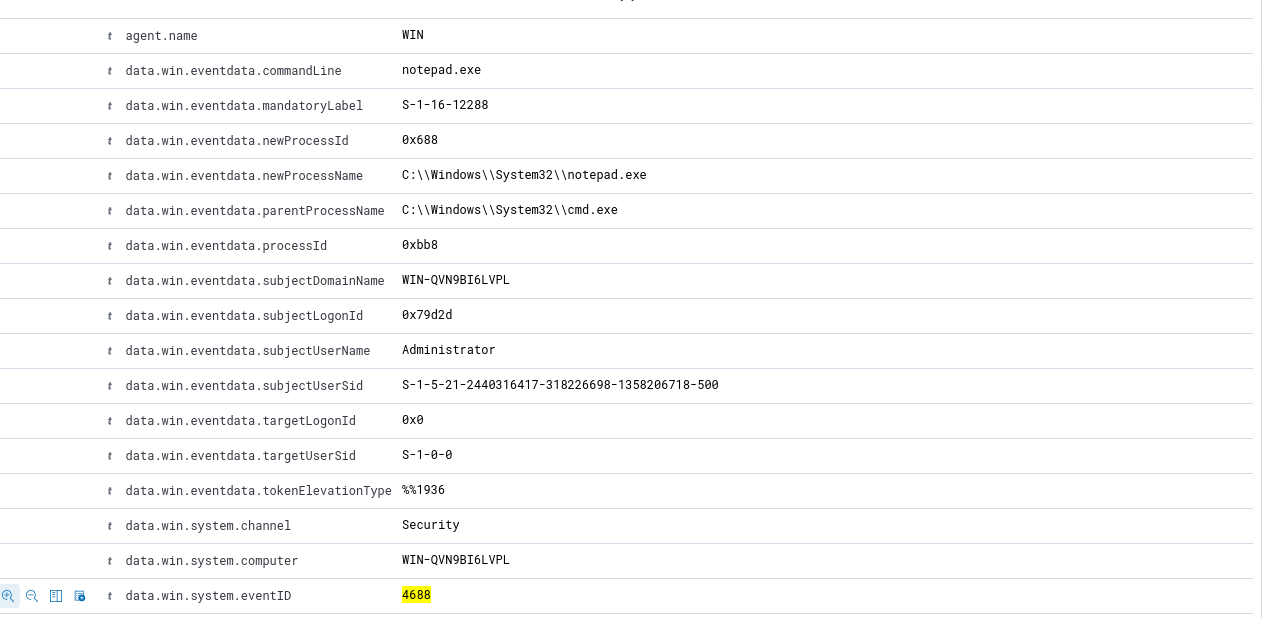 t agent.name WIN
t data.win.eventdata.commandLine notepad.exe
t data.win.eventdata.mandatoryLabel S-1-16-12288
t data.win.eventdata.newProcessId 0x688
t data.win.eventdata.newProcessName C:\\Windows\\System32\\notepad.exe
t data.win.eventdata.parentProcessName C:\\Windows\\System32\\cmd.exe
t data.win.eventdata.processId 0xbb8
t data.win.eventdata.subjectDomainName WIN-QVN9BI6LVPL
t data.win.eventdata.subjectLogonId 0x79d2d
t data.win.eventdata.subjectUserName Administrator
t data.win.eventdata.subjectUserSid S-1-5-21-2440316417-318226698-1358206718-500
t data.win.eventdata.targetLogonId 0x0
t data.win.eventdata.targetUserSid S-1-0-0
t data.win.eventdata.tokenElevationType %%1936
t data.win.system.channel Security
t data.win.system.computer WIN-QVN9BI6LVPL
t data.win.system.eventID 4688